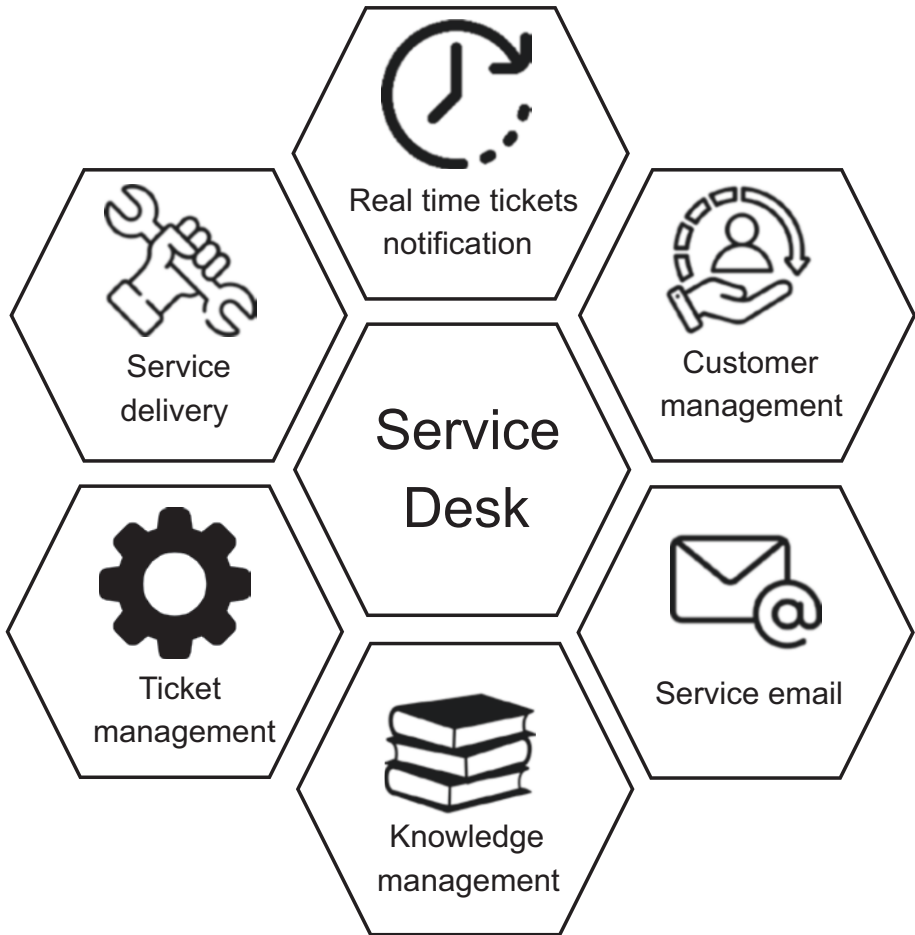 Real time tickets
notification
Service
delivery
Customer
management
Service
Desk
Ticket
management
Service email
Knowledge
management